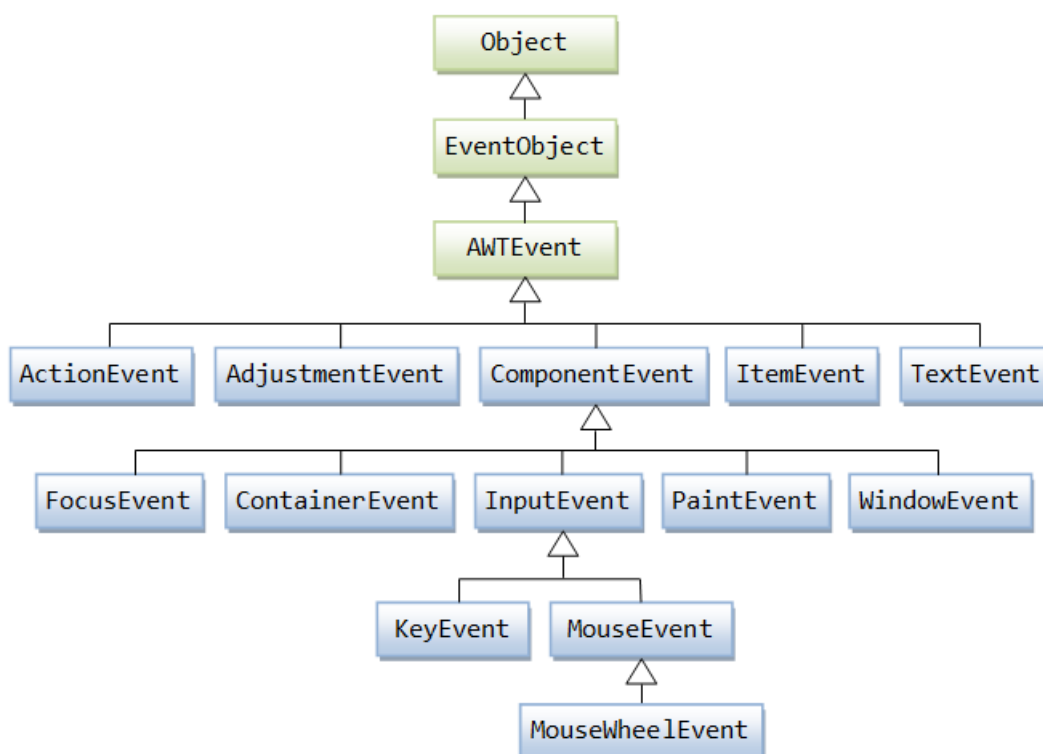 Object
EventObject
AWTEvent
ActionEvent
AdjustmentEvent
ComponentEvent
ItemEvent
TextEvent
FocusEvent
ContainerEvent
InputEvent
PaintEvent
WindowEvent
KeyEvent
MouseEvent
MouseWheelEvent